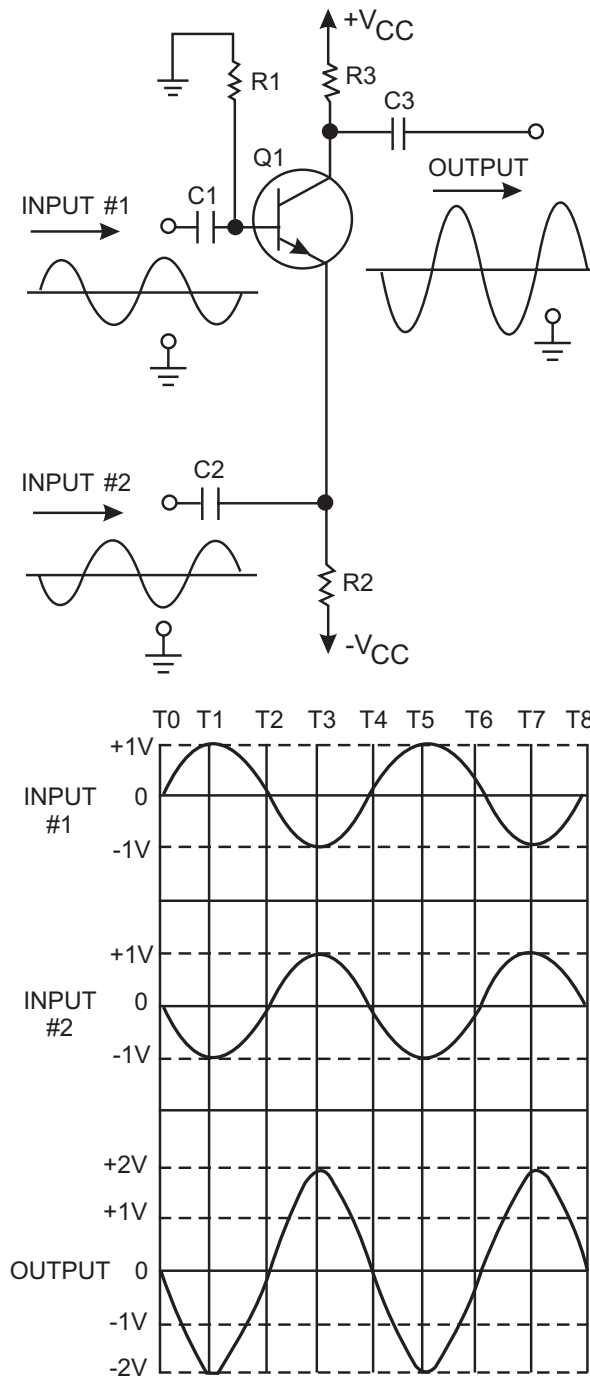 +VCC
R1
R3
C3
Q1
OUTPUT
INPUT #1
C1
INPUT #2
C2
R2
-VCC
T0 T1 T2 T3 T4 T5 T6 T7 T8
+1V
INPUT
#1
0
-1V
+1V
INPUT
#2
0
-1V
+2V
+1V
OUTPUT 0
-1V
-2V